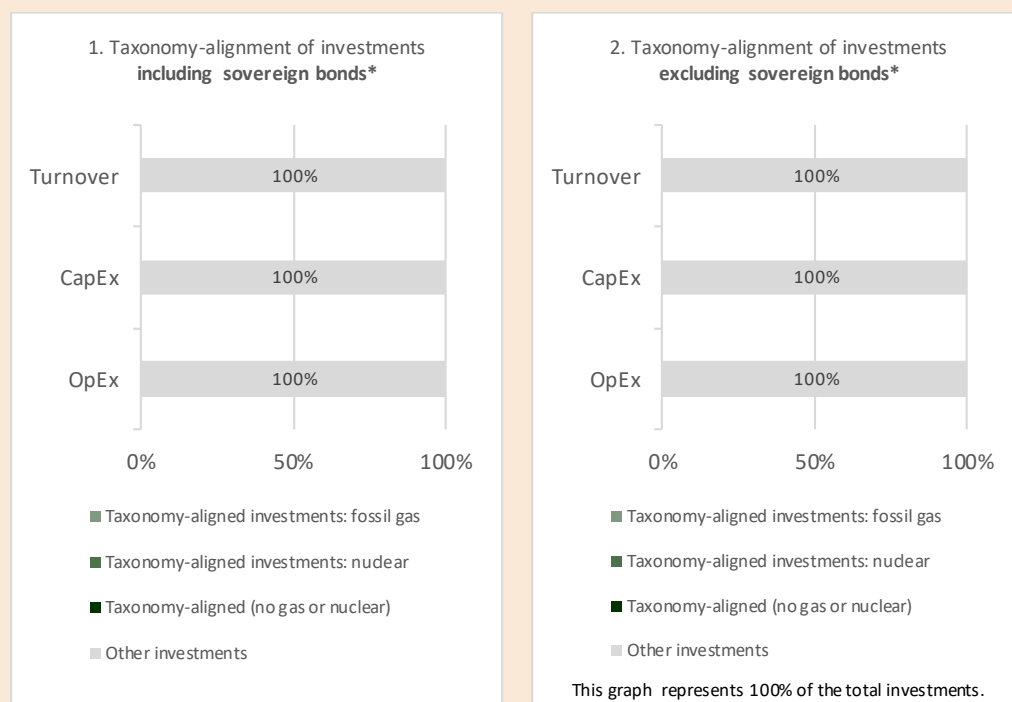 1. Taxonomy-alignment of investments
including sovereign bonds*
Turnover
100%
CapEx
100%
OpEx
100%
0% 50% 100%
Taxonomy-aligned investments: fossil gas
Taxonomy-aligned investments: nuclear
Taxonomy-aligned (no gas or nuclear)
Other investments
2. Taxonomy-alignment of investments
excluding sovereign bonds*
Turnover
100%
CapEx
100%
OpEx
100%
0% 50% 100%
Taxonomy-aligned investments: fossil gas
Taxonomy-aligned investments: nuclear
Taxonomy-aligned (no gas or nuclear)
Other investments
This graph represents 100% of the total investments.